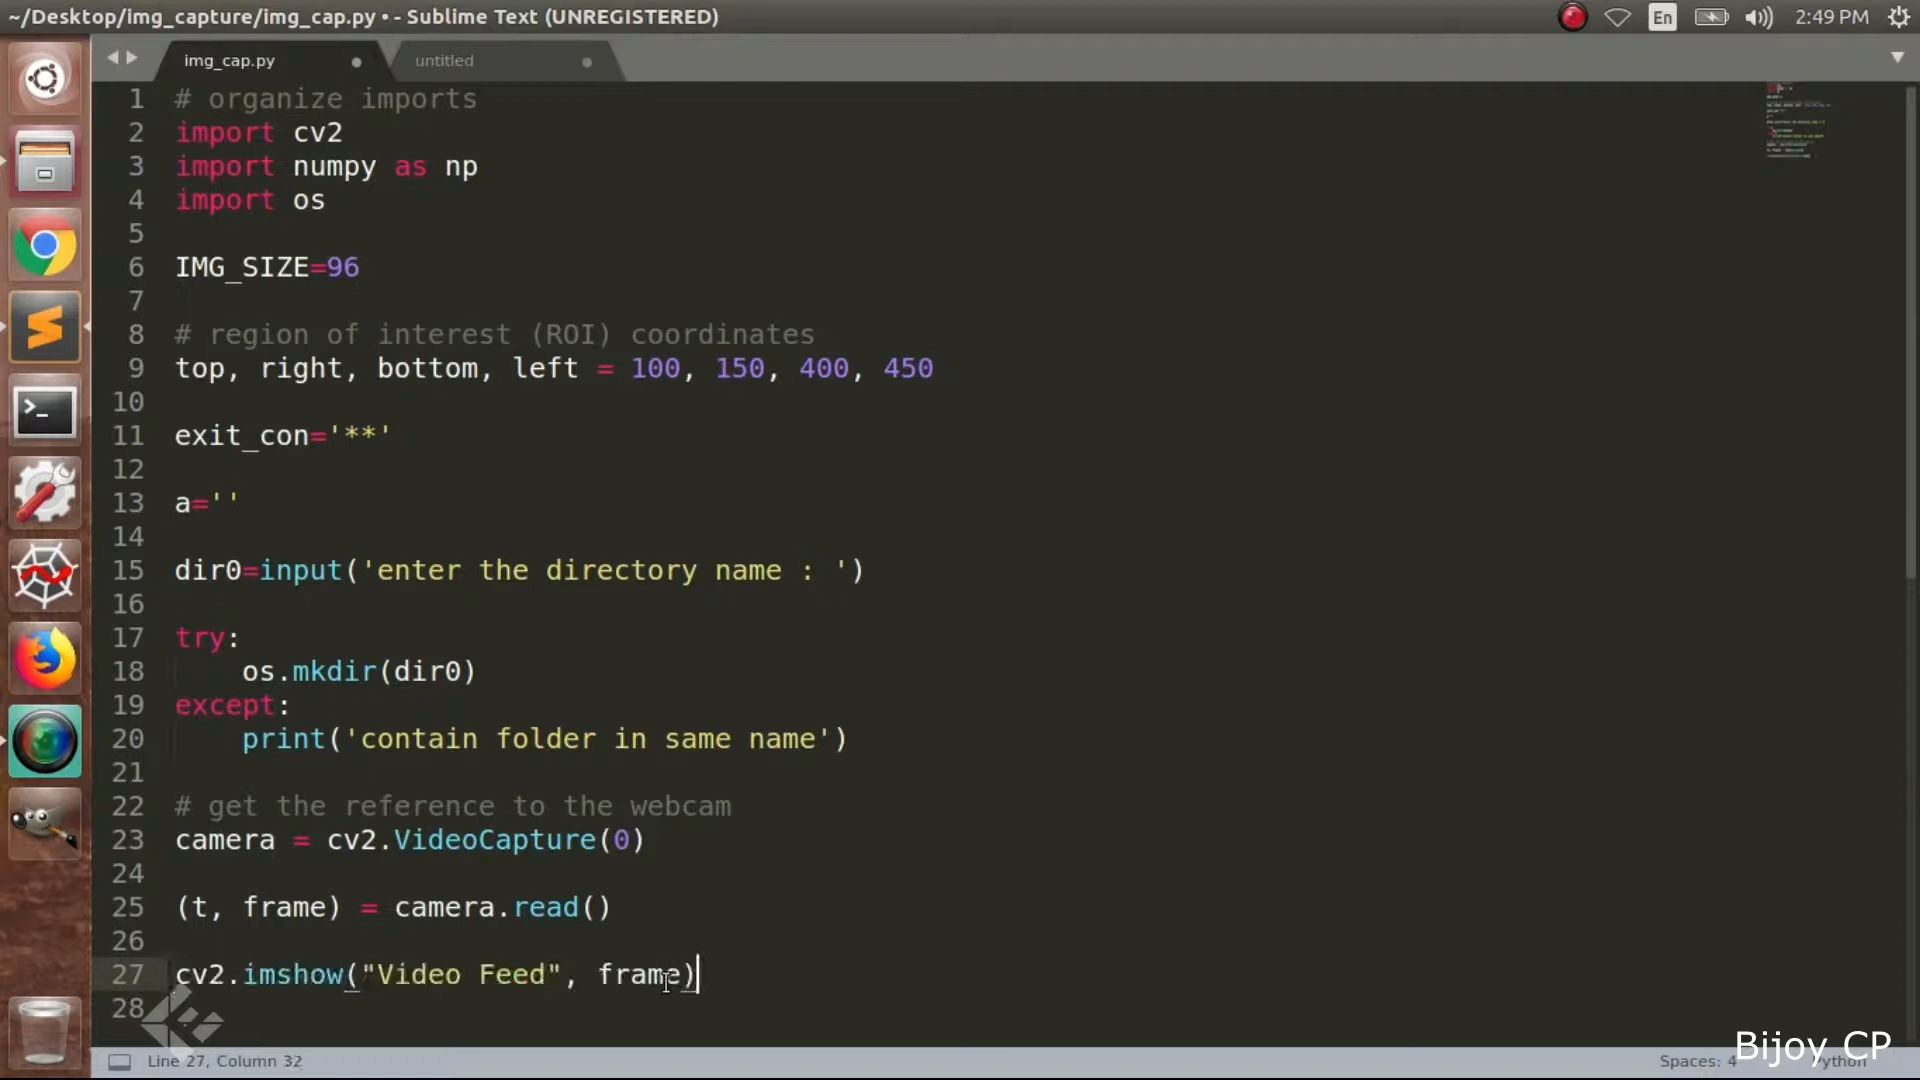 ~/Desktop/img_capture/img_cap.py • - Sublime Text (UNREGISTERED)
En
2:49 PM
img_cap.py
untitled
1 # organize imports
2 import cv2
3 import numpy as np
4 import os
5
6 IMG_SIZE=96
7
8 # region of interest (ROI) coordinates
9 top, right, bottom, left = 100, 150, 400, 450
10
11 exit_con='**'
12
13 a=''
14
15 dir0=input('enter the directory name : ')
16
17 try:
18     os.mkdir(dir0)
19 except:
20     print('contain folder in same name')
21
22 # get the reference to the webcam
23 camera = cv2.VideoCapture(0)
24
25 (t, frame) = camera.read()
26
27 cv2.imshow("Video Feed", frame)
28
Line 27, Column 32
Spaces: 4
Python
Bijoy CP